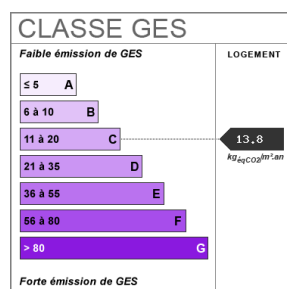 CLASSE GES
Faible émission de GES
LOGEMENT
≤ 5 A
6 à 10 B
11 à 20 C
13.8
kgéqCO2/m².an
21 à 35 D
36 à 55 E
56 à 80 F
> 80 G
Forte émission de GES